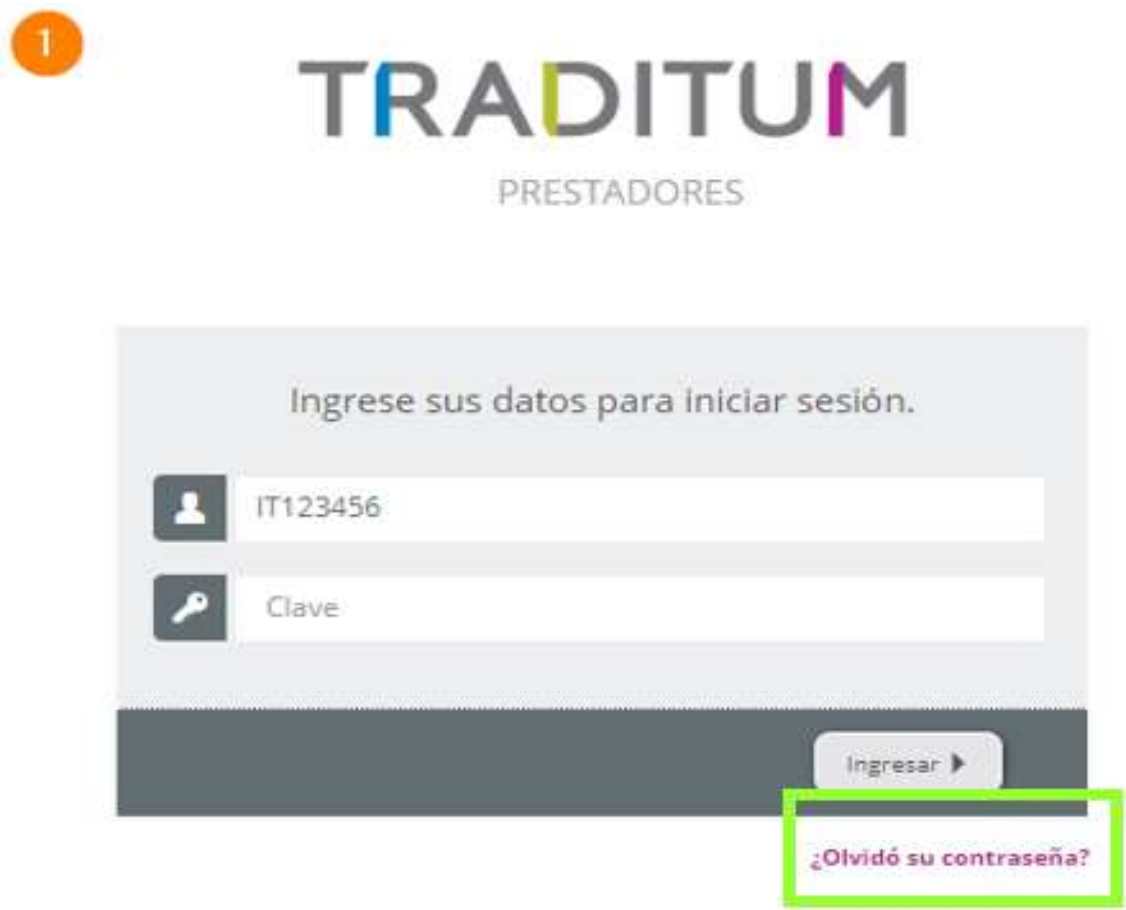 1
TRADITUM
PRESTADORES
Ingrese sus datos para iniciar sesión.
IT123456
Clave
Ingresar
¿Olvidó su contraseña?